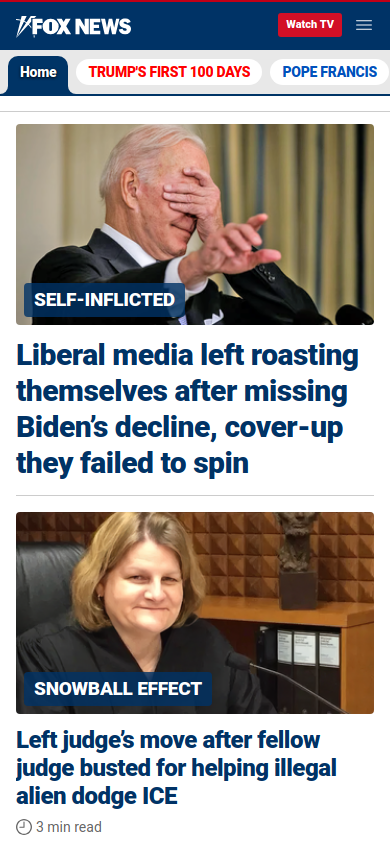 FOX NEWS
Watch TV
Home
TRUMP'S FIRST 100 DAYS
POPE FRANCIS
SELF-INFLICTED
Liberal media left roasting
themselves after missing
Biden's decline, cover-up
they failed to spin
SNOWBALL EFFECT
Left judge's move after fellow
judge busted for helping illegal
alien dodge ICE
3 min read